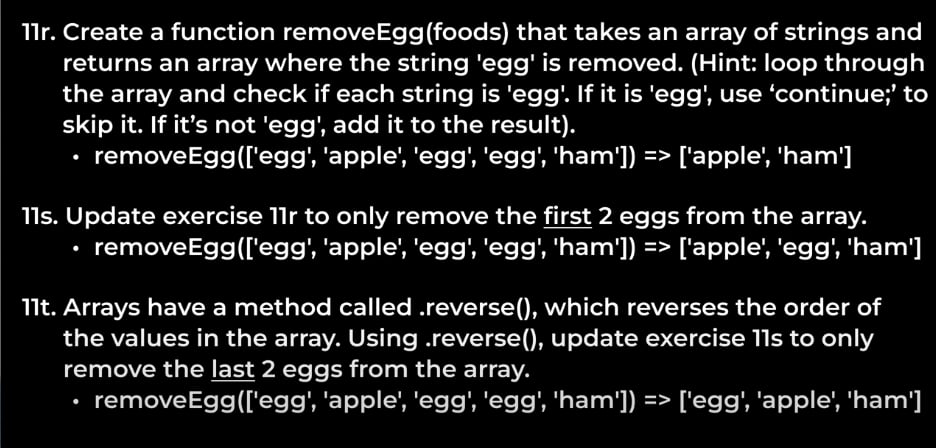 11r. Create a function removeEgg(foods) that takes an array of strings and
returns an array where the string 'egg' is removed. (Hint: loop through
the array and check if each string is 'egg'. If it is 'egg', use ‘continue;’ to
skip it. If it’s not 'egg', add it to the result).
• removeEgg(['egg', 'apple', 'egg', 'egg', 'ham']) => ['apple', 'ham']
11s. Update exercise 11r to only remove the first 2 eggs from the array.
• removeEgg(['egg', 'apple', 'egg', 'egg', 'ham']) => ['apple', 'egg', 'ham']
11t. Arrays have a method called .reverse(), which reverses the order of
the values in the array. Using .reverse(), update exercise 11s to only
remove the last 2 eggs from the array.
• removeEgg(['egg', 'apple', 'egg', 'egg', 'ham']) => ['egg', 'apple', 'ham']